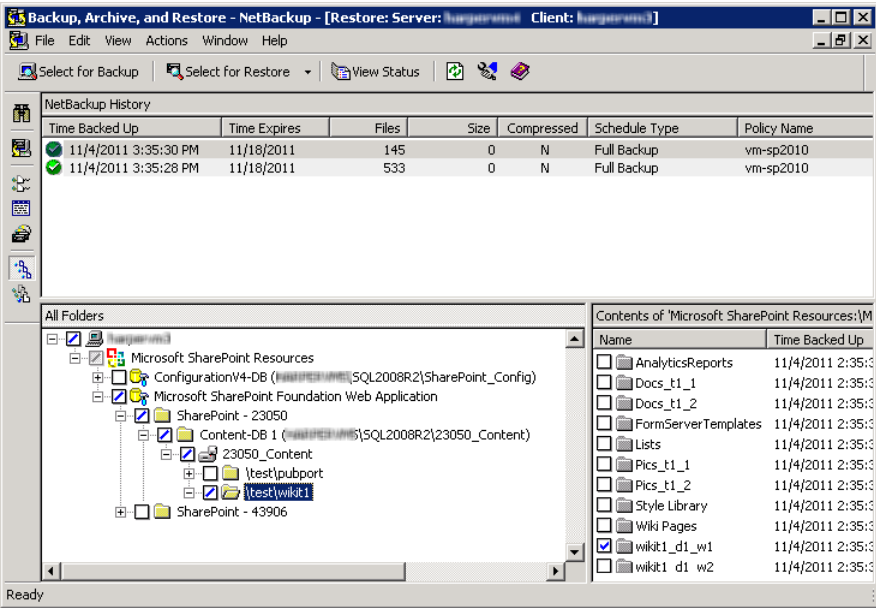 Backup, Archive, and Restore - NetBackup - [Restore: Server: Client: ]
File Edit View Actions Window Help
Select for Backup Select for Restore View Status
NetBackup History
Time Backed Up Time Expires Files Size Compressed Schedule Type Policy Name
11/4/2011 3:35:30 PM 11/18/2011 145 0 N Full Backup vm-sp2010
11/4/2011 3:35:28 PM 11/18/2011 533 0 N Full Backup vm-sp2010
All Folders
Microsoft SharePoint Resources
ConfigurationV4-DB ( \SQL2008R2\SharePoint_Config)
Microsoft SharePoint Foundation Web Application
SharePoint - 23050
Content-DB 1 ( \SQL2008R2\23050_Content)
23050_Content
\test\pubport
\test\wikit1
SharePoint - 43906
Contents of 'Microsoft SharePoint Resources:\M
Name Time Backed Up
AnalyticsReports 11/4/2011 2:35:3
Docs_t1_1 11/4/2011 2:35:3
Docs_t1_2 11/4/2011 2:35:3
FormServerTemplates 11/4/2011 2:35:3
Lists 11/4/2011 2:35:3
Pics_t1_1 11/4/2011 2:35:3
Pics_t1_2 11/4/2011 2:35:3
Style Library 11/4/2011 2:35:3
Wiki Pages 11/4/2011 2:35:3
wikit1_d1_w1 11/4/2011 2:35:3
wikit1_d1_w2 11/4/2011 2:35:3
Ready